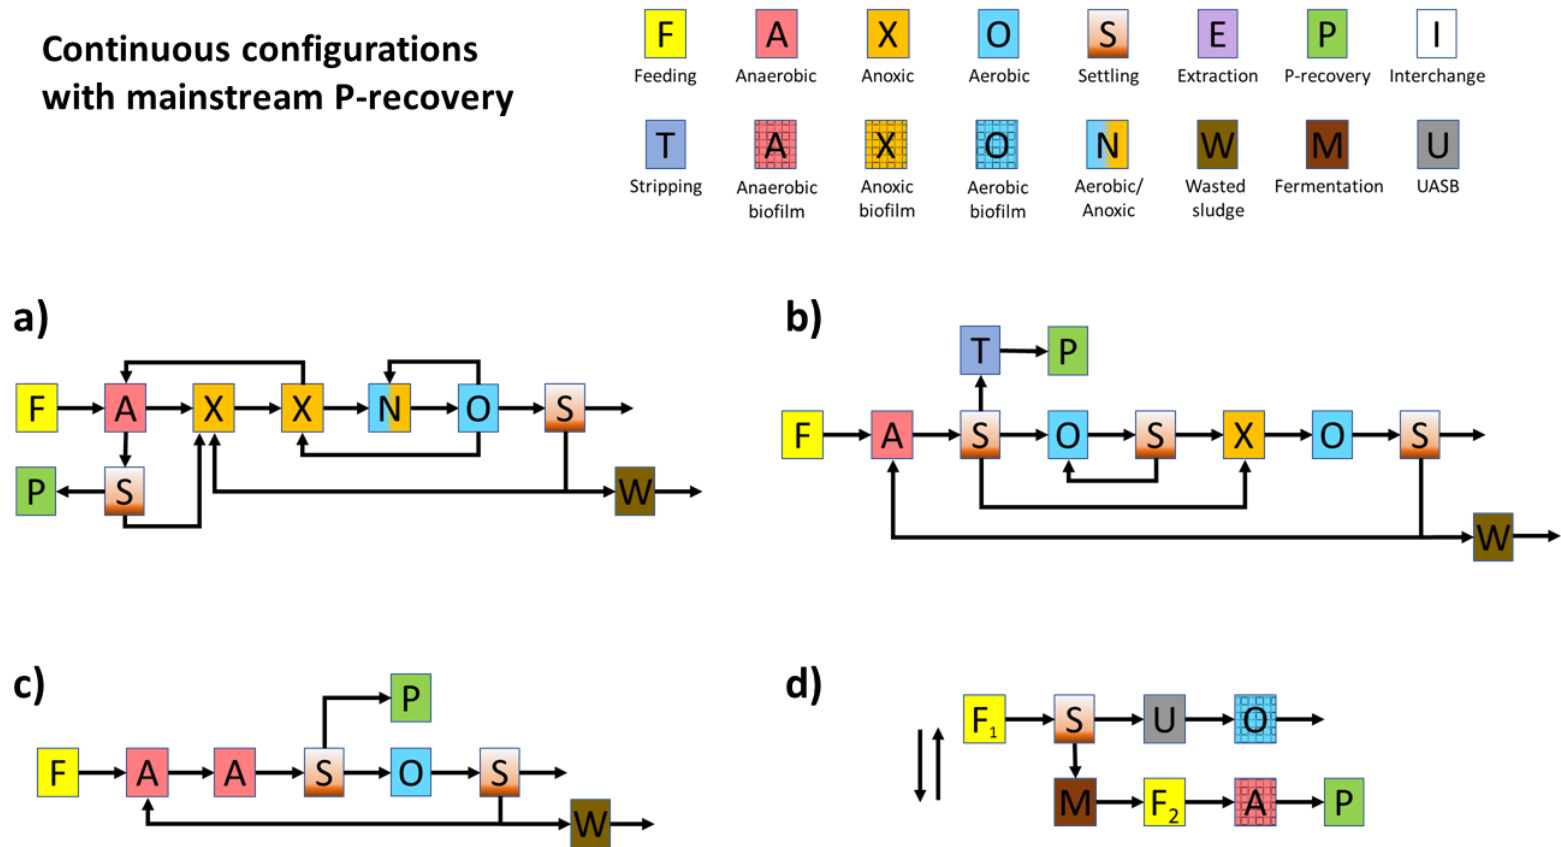 Continuous configurations
with mainstream P-recovery
F A X O S E P I
Feeding Anaerobic Anoxic Aerobic Settling Extraction P-recovery Interchange
T A X O N W M U
Stripping Anaerobic Anoxic Aerobic Aerobic/ Wasted Fermentation UASB
biofilm biofilm biofilm Anoxic sludge
a)
F A X X N O S
P S W
b)
T P
F A S O S X O S
W
c)
P
F A A S O S
W
d)
F1 S U O
M F2 A P